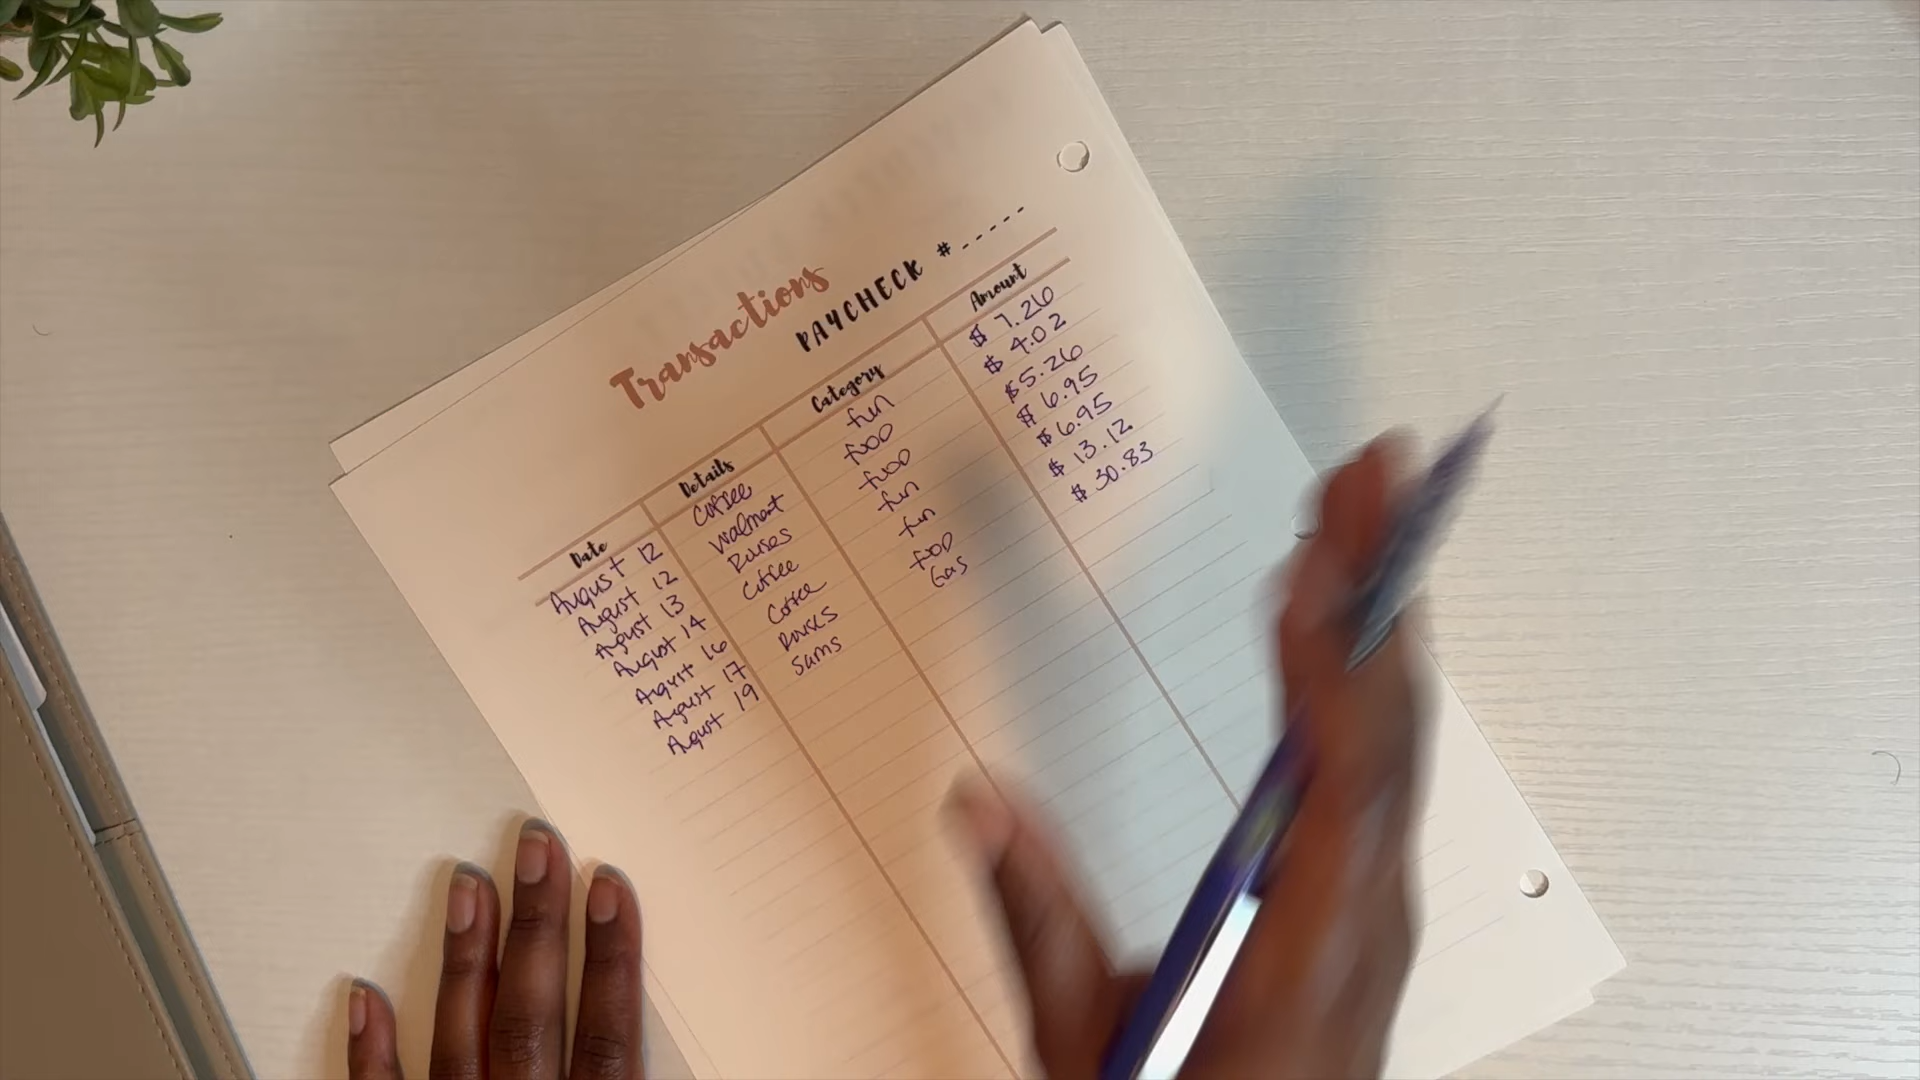 Transactions
PAYCHECK #-----
Date Details Category Amount
August 12 Coffee fun $ 7.26
August 12 Walmart food $ 4.02
August 13 food $5.26
August 14 Coffee fun $ 6.95
August 16 Coffee fun $6.95
August 17 food $ 13.12
August 19 Sams Gas $ 30.83